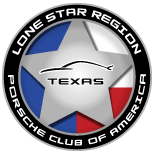 LONE STAR REGION
TEXAS
PORSCHE CLUB OF AMERICA